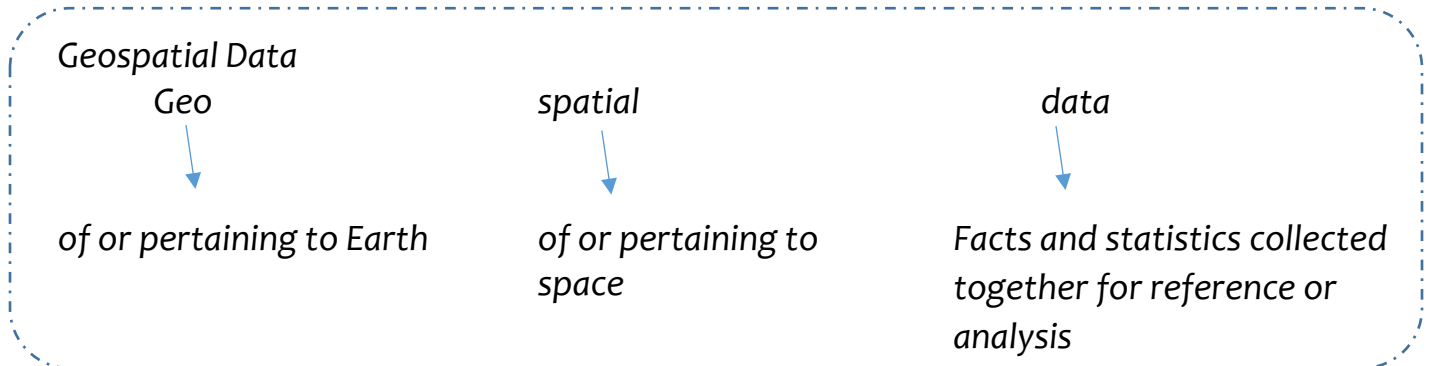 Geospatial Data
Geo spatial data
of or pertaining to Earth
of or pertaining to
space
Facts and statistics collected
together for reference or
analysis